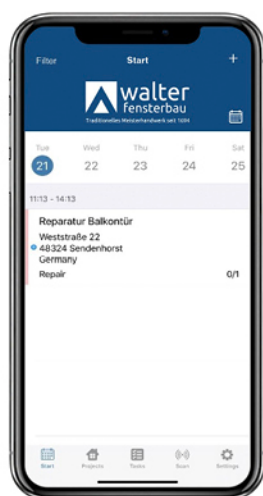 Filter Start +
walter
fensterbau
Traditionelles Meisterhandwerk seit 1694
Tue Wed Thu Fri Sat
21 22 23 24 25
11:13 - 14:13
Reparatur Balkontür
Weststraße 22
48324 Sendenhorst
Germany
Repair 0/1
Start Projects Tasks Scan Settings